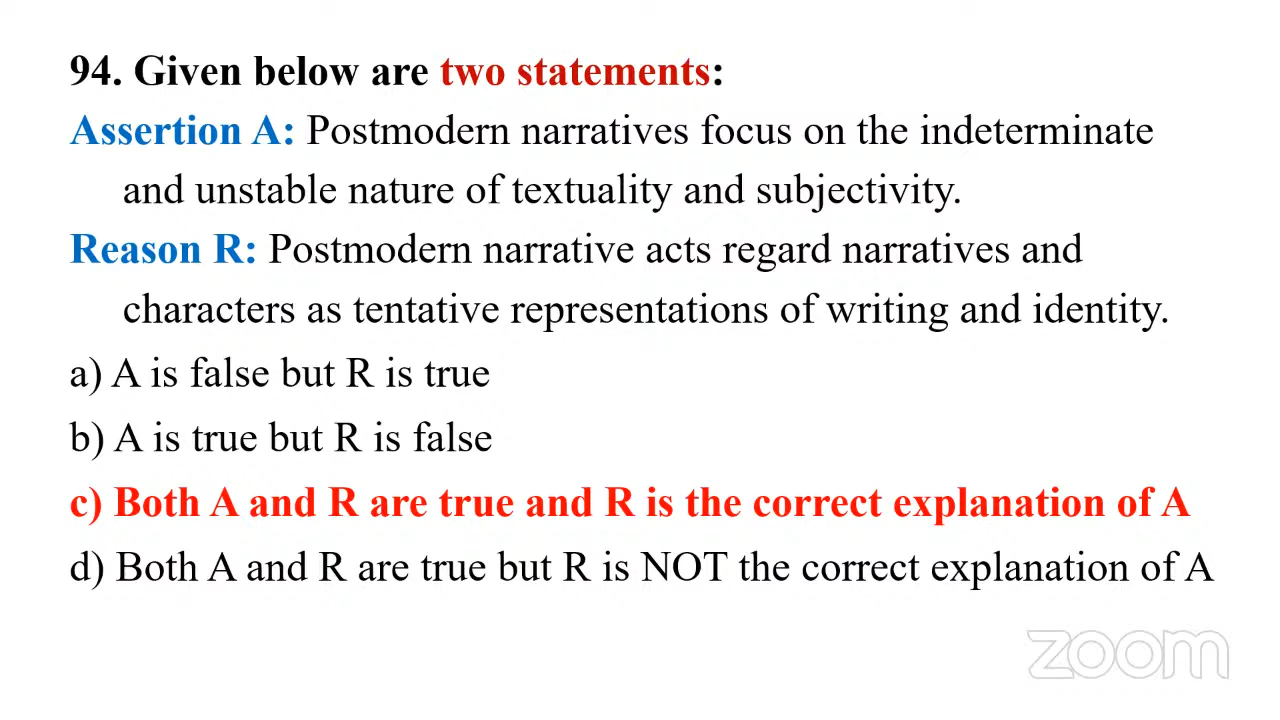 94. Given below are two statements:
Assertion A: Postmodern narratives focus on the indeterminate
and unstable nature of textuality and subjectivity.
Reason R: Postmodern narrative acts regard narratives and
characters as tentative representations of writing and identity.
a) A is false but R is true
b) A is true but R is false
c) Both A and R are true and R is the correct explanation of A
d) Both A and R are true but R is NOT the correct explanation of A
zoom